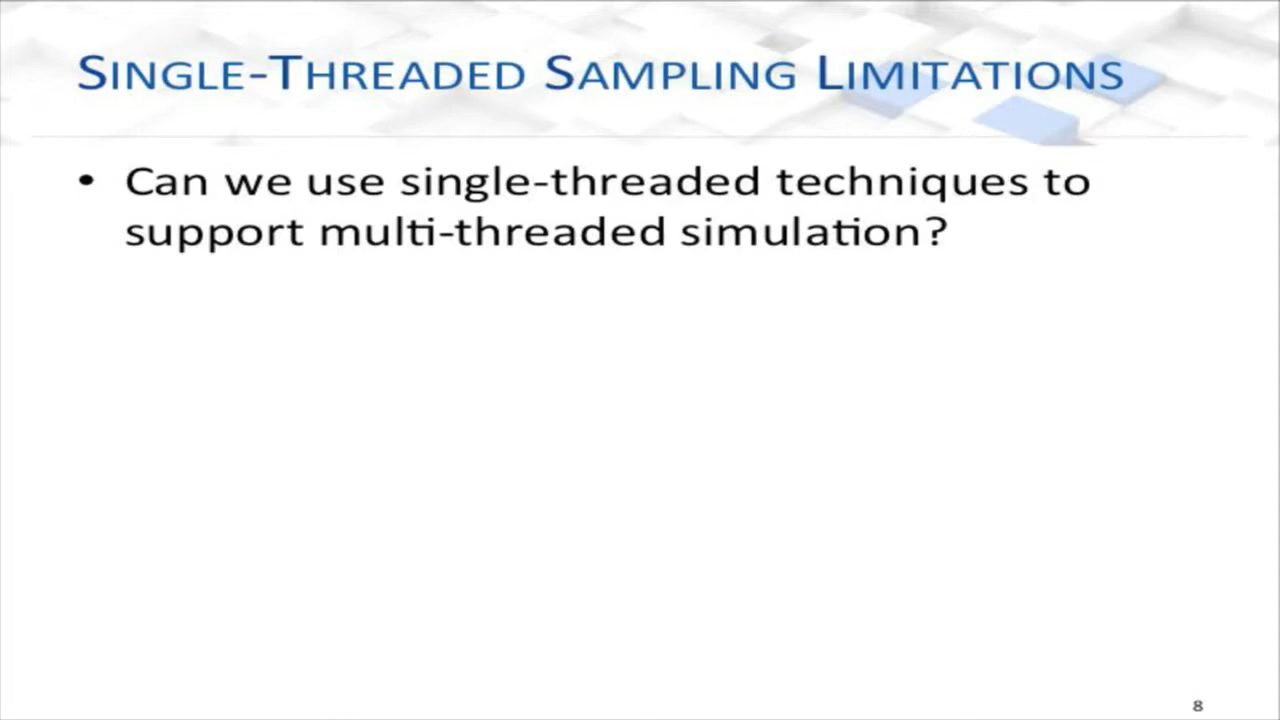 SINGLE-THREADED SAMPLING LIMITATIONS
• Can we use single-threaded techniques to
support multi-threaded simulation?
8